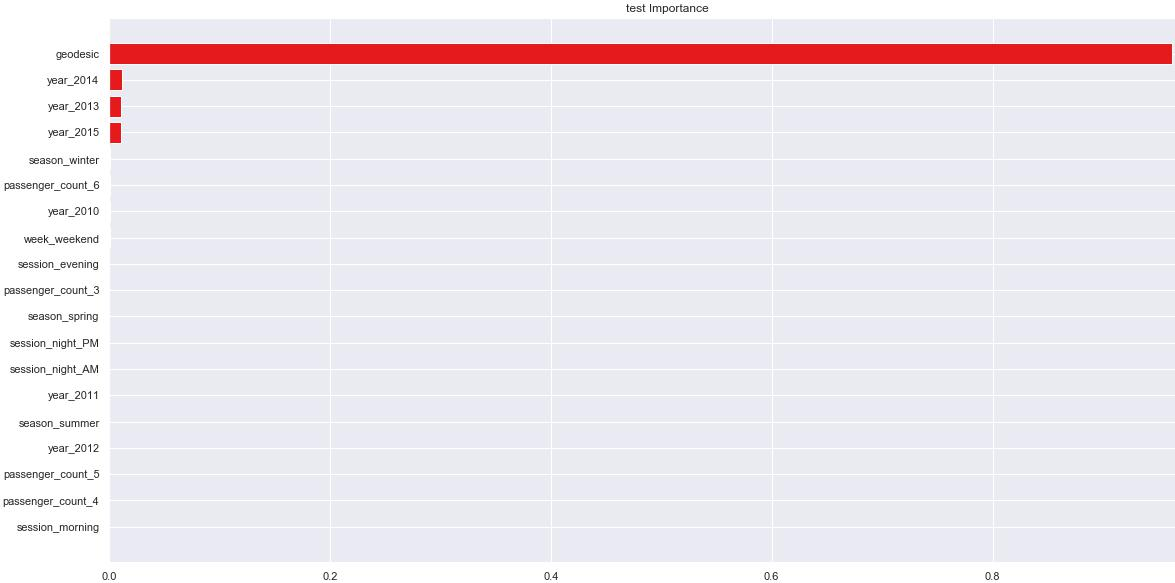 test Importance
geodesic
year_2014
year_2013
year_2015
season_winter
passenger_count_6
year_2010
week_weekend
session_evening
passenger_count_3
season_spring
session_night_PM
session_night_AM
year_2011
season_summer
year_2012
passenger_count_5
passenger_count_4
session_morning
0.0 0.2 0.4 0.6 0.8